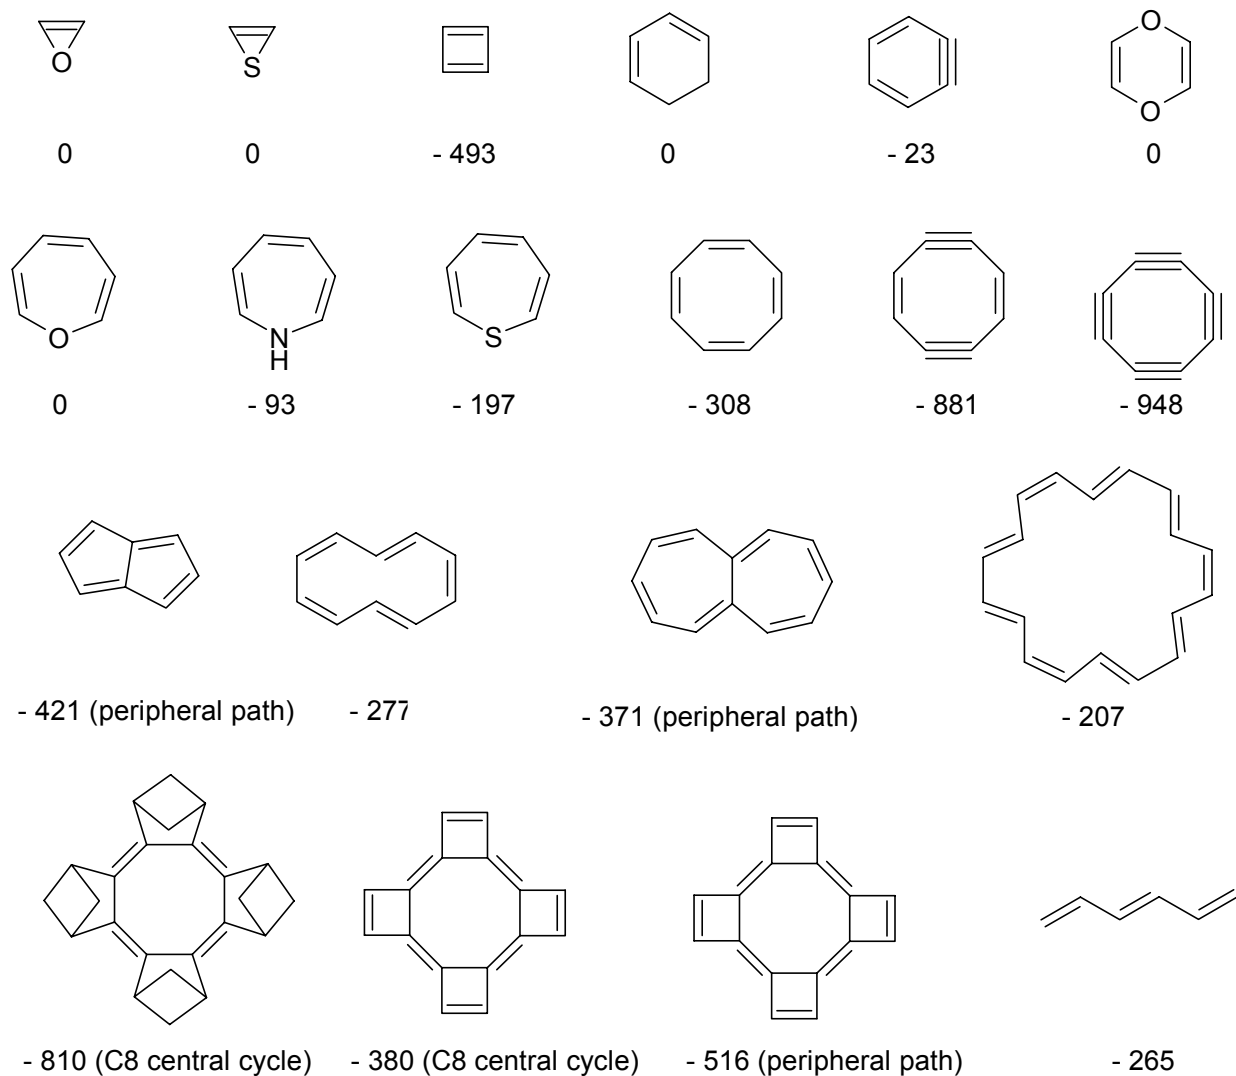 O S O
0 0 - 493 0 - 23 0
O
O N
H S
0 - 93 - 197 - 308 - 881 - 948
- 421 (peripheral path) - 277 - 371 (peripheral path) - 207
- 810 (C8 central cycle) - 380 (C8 central cycle) - 516 (peripheral path) - 265